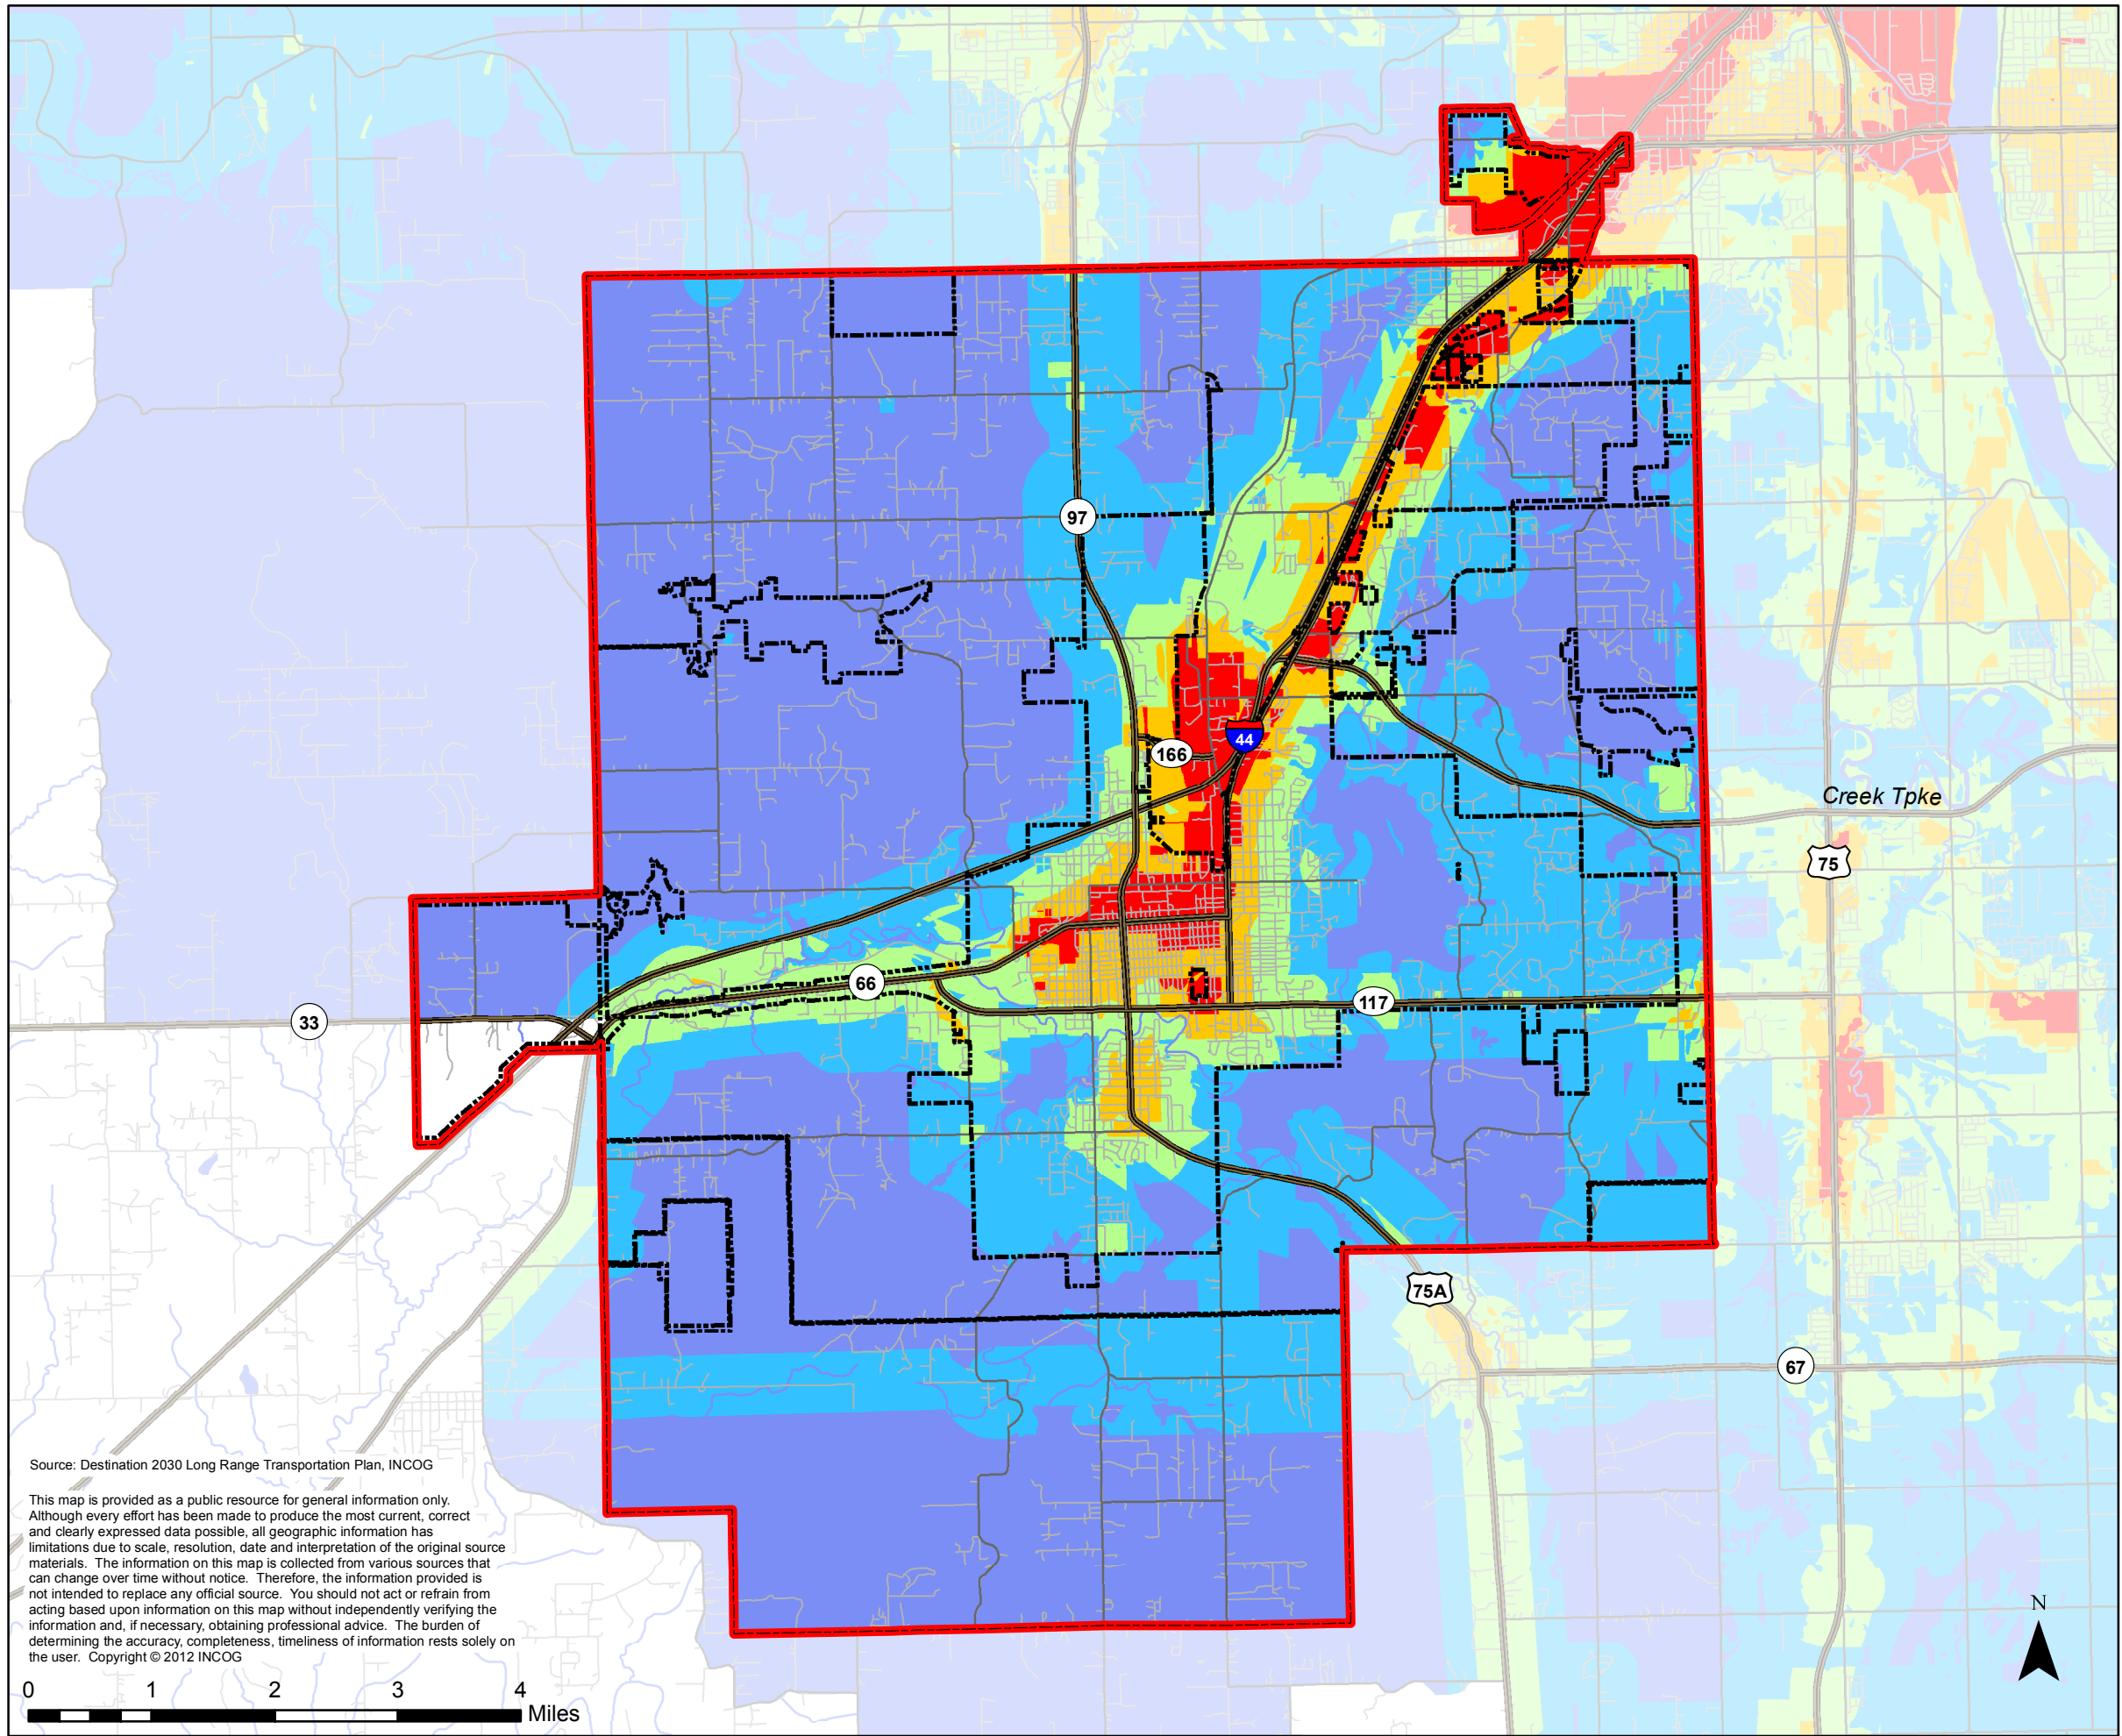 97
44
166
Creek Tpke
75
66
117
33
75A
67
Source: Destination 2030 Long Range Transportation Plan, INCOG
This map is provided as a public resource for general information only.
Although every effort has been made to produce the most current, correct
and clearly expressed data possible, all geographic information has
limitations due to scale, resolution, date and interpretation of the original source
materials. The information on this map is collected from various sources that
can change over time without notice. Therefore, the information provided is
not intended to replace any official source. You should not act or refrain from
acting based upon information on this map without independently verifying the
information and, if necessary, obtaining professional advice. The burden of
determining the accuracy, completeness, timeliness of information rests solely on
the user. Copyright © 2012 INCOG
N
0 1 2 3 4
Miles